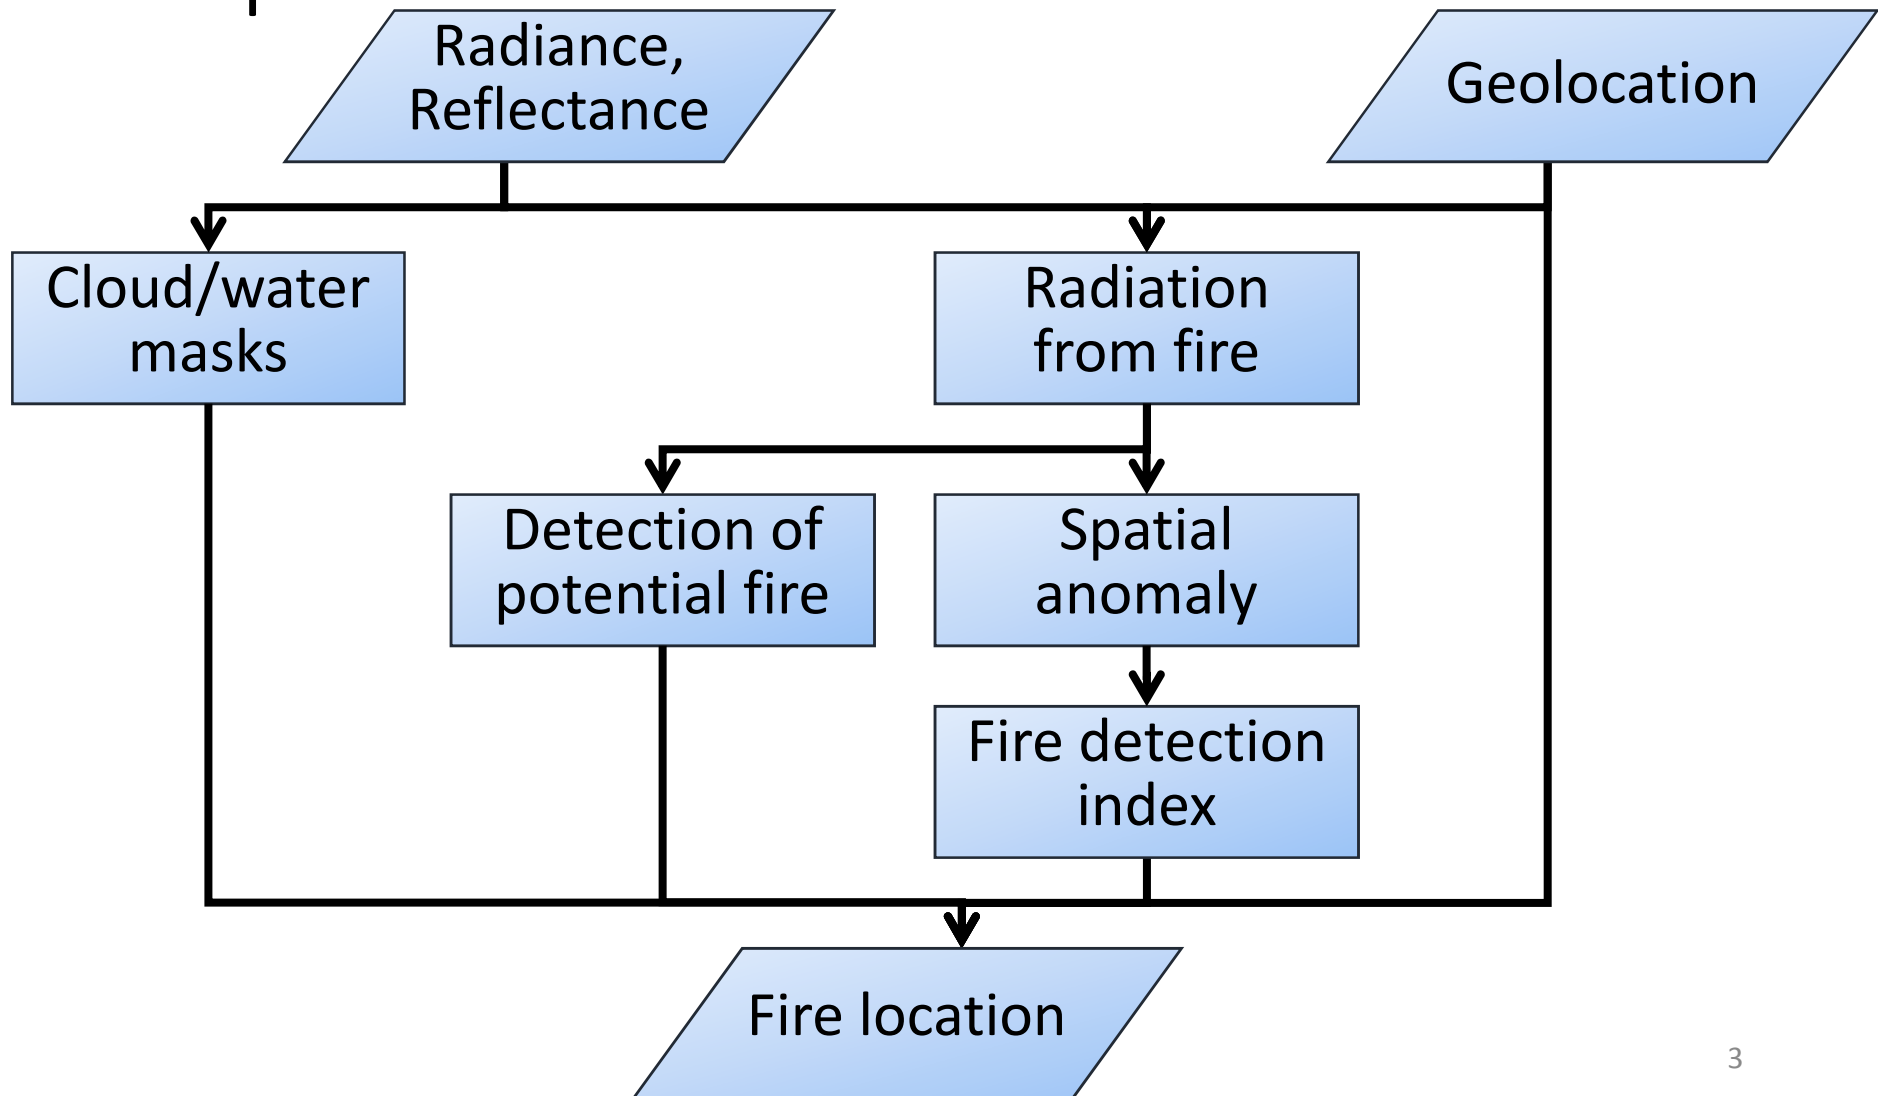 Radiance,
Reflectance
Geolocation
Cloud/water
masks
Radiation
from fire
Detection of
potential fire
Spatial
anomaly
Fire detection
index
Fire location
3